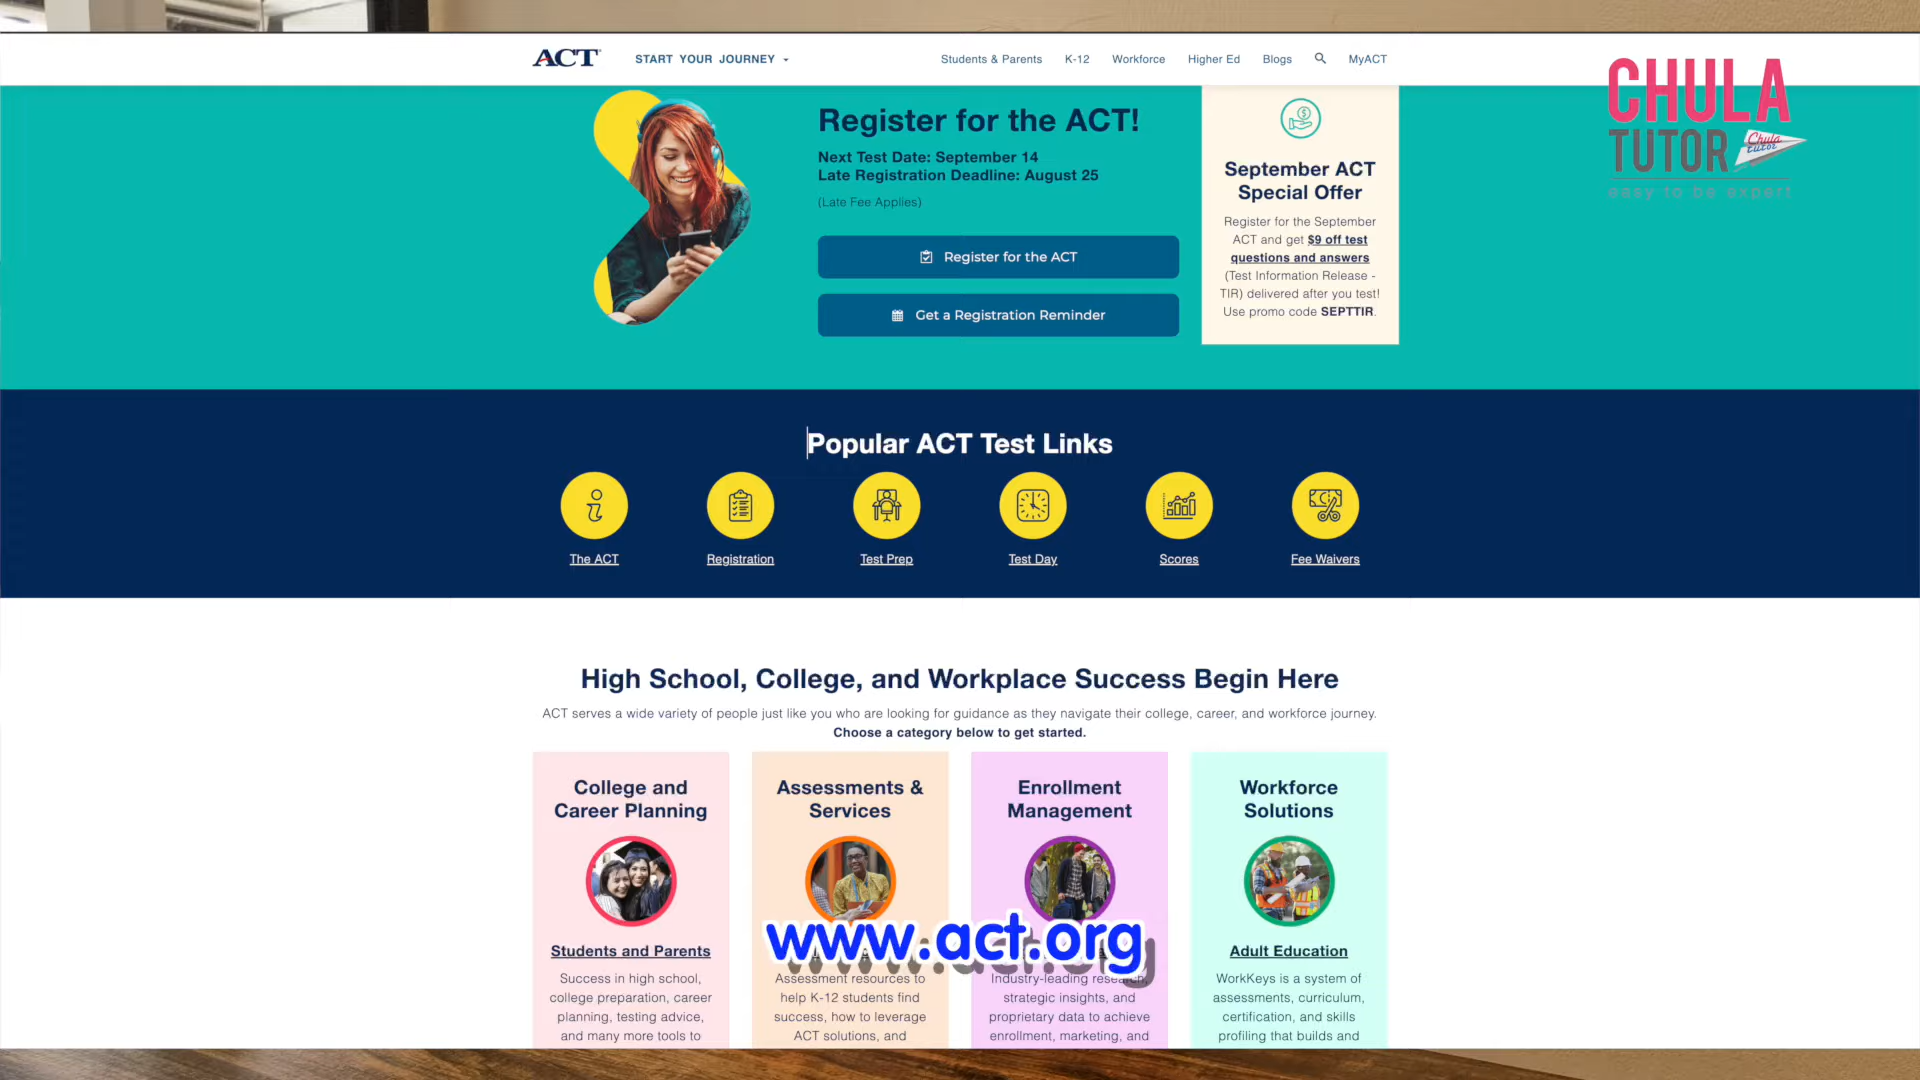 ACT
START YOUR JOURNEY
Students & Parents
K-12
Workforce
Higher Ed
Blogs
MyACT
CHULA
TUTOR
Chula
tutor
easy to be expert
Register for the ACT!
Next Test Date: September 14
Late Registration Deadline: August 25
(Late Fee Applies)
Register for the ACT
Get a Registration Reminder
September ACT
Special Offer
Register for the September
ACT and get $9 off test
questions and answers
(Test Information Release -
TIR) delivered after you test!
Use promo code SEPTTIR.
Popular ACT Test Links
The ACT
Registration
Test Prep
Test Day
Scores
Fee Waivers
High School, College, and Workplace Success Begin Here
ACT serves a wide variety of people just like you who are looking for guidance as they navigate their college, career, and workforce journey.
Choose a category below to get started.
College and
Career Planning
Students and Parents
Success in high school,
college preparation, career
planning, testing advice,
and many more tools to
Assessments &
Services
Assessment resources to
help K-12 students find
success, how to leverage
ACT solutions, and
Enrollment
Management
Industry-leading research,
strategic insights, and
proprietary data to achieve
enrollment, marketing, and
Workforce
Solutions
Adult Education
WorkKeys is a system of
assessments, curriculum,
certification, and skills
profiling that builds and
www.act.org